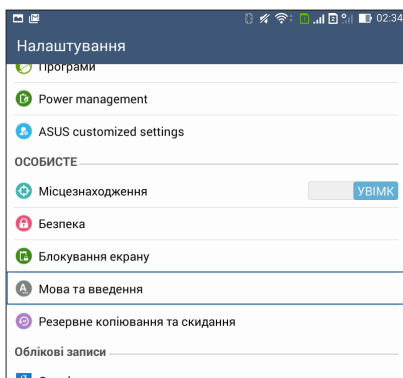 02:34
Налаштування
Програми
Power management
ASUS customized settings
ОСОБИСТЕ
Місцезнаходження
УВІМК
Безпека
Блокування екрану
Мова та введення
Резервне копіювання та скидання
Облікові записи